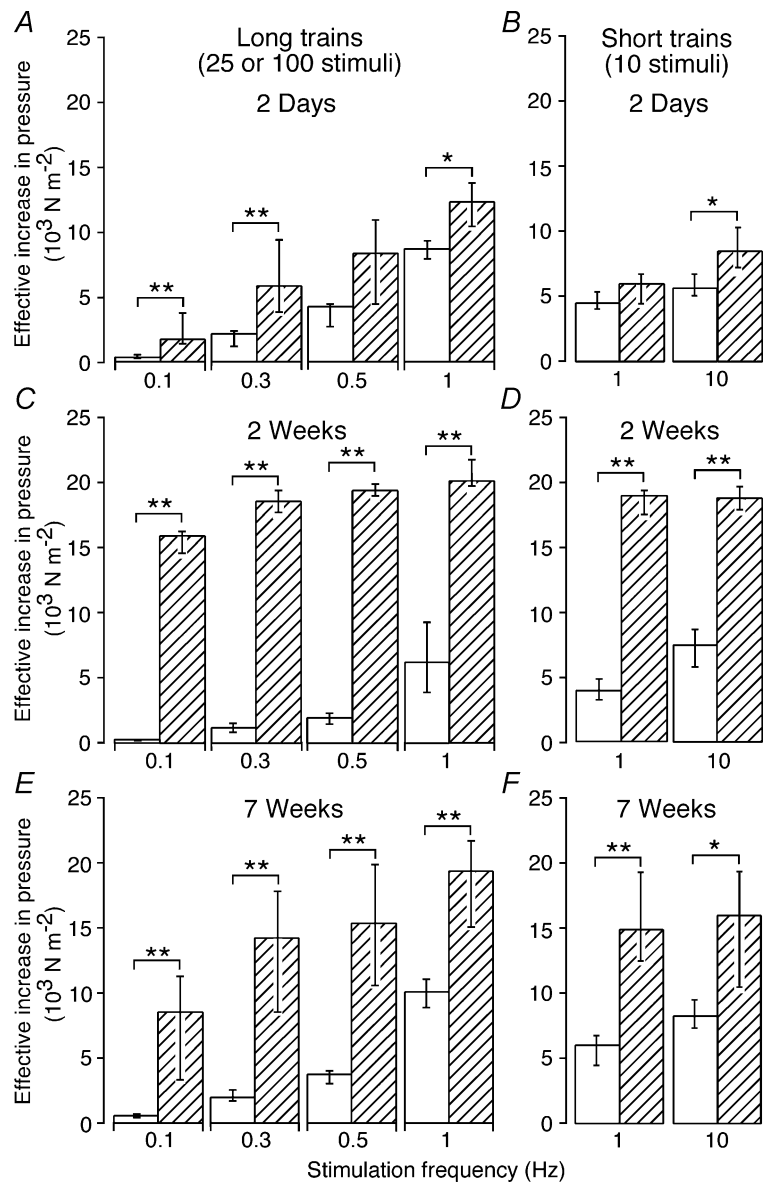 A
B
Long trains
(25 or 100 stimuli)
2 Days
Short trains
(10 stimuli)
2 Days
Effective increase in pressure
(10³ N m⁻²)
25
20
15
10
5
0
** ** *
0.1 0.3 0.5 1
25
20
15
10
5
0
*
1 10
C
D
2 Weeks
2 Weeks
Effective increase in pressure
(10³ N m⁻²)
25
20
15
10
5
0
** ** ** **
0.1 0.3 0.5 1
25
20
15
10
5
0
** **
1 10
E
F
7 Weeks
7 Weeks
Effective increase in pressure
(10³ N m⁻²)
25
20
15
10
5
0
** ** ** **
0.1 0.3 0.5 1
25
20
15
10
5
0
** *
1 10
Stimulation frequency (Hz)